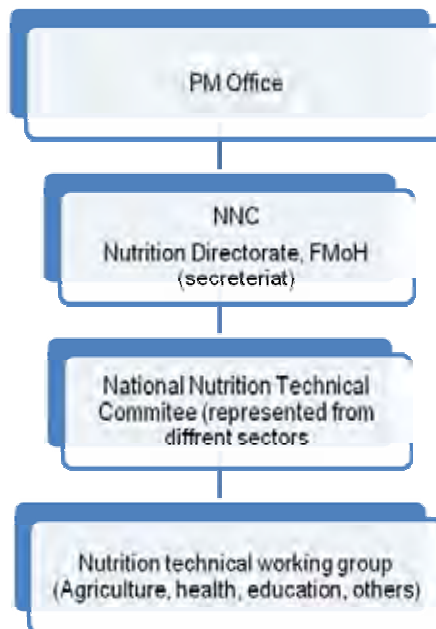 PM Office
NNC
Nutrition Directorate, FMoH
(secreteriat)
National Nutrition Technical
Commitee (represented from
diffrent sectors
Nutrition technical working group
(Agriculture, health, education, others)